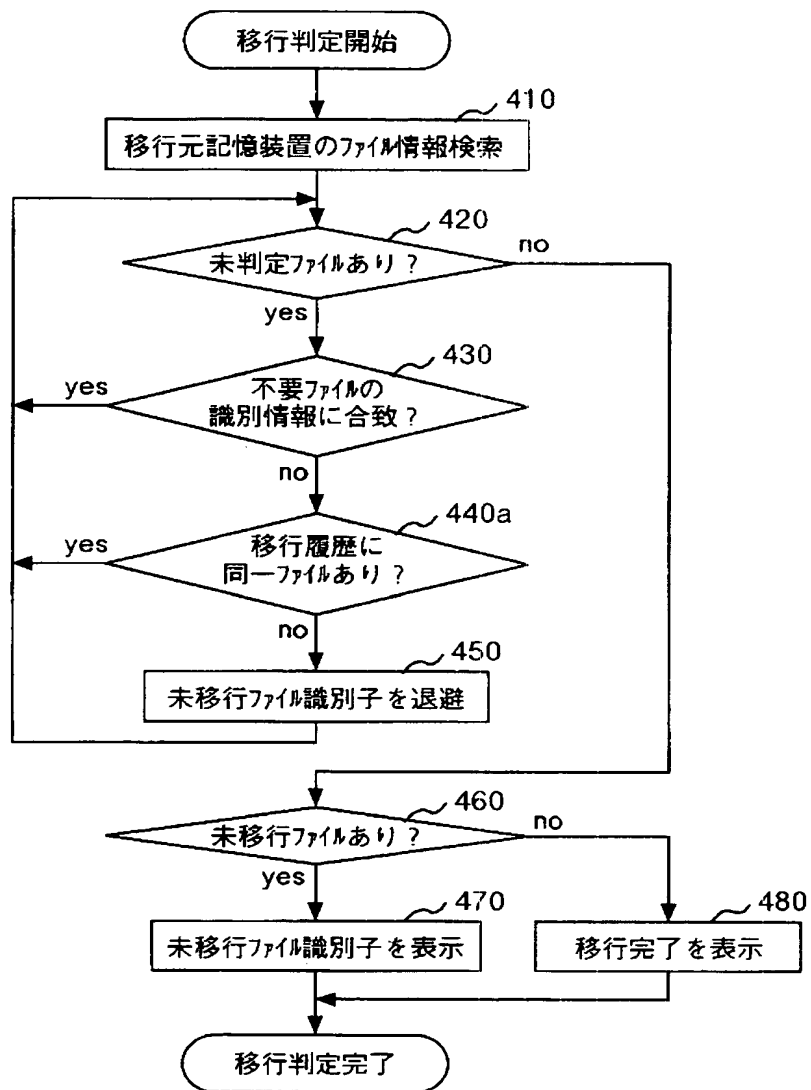 移行判定開始
410
移行元記憶装置のファイル情報検索
420
未判定ファイルあり？
no
yes
430
yes
不要ファイルの
識別情報に合致？
no
440a
yes
移行履歴に
同一ファイルあり？
no
450
未移行ファイル識別子を退避
460
未移行ファイルあり？
no
yes
470
未移行ファイル識別子を表示
480
移行完了を表示
移行判定完了